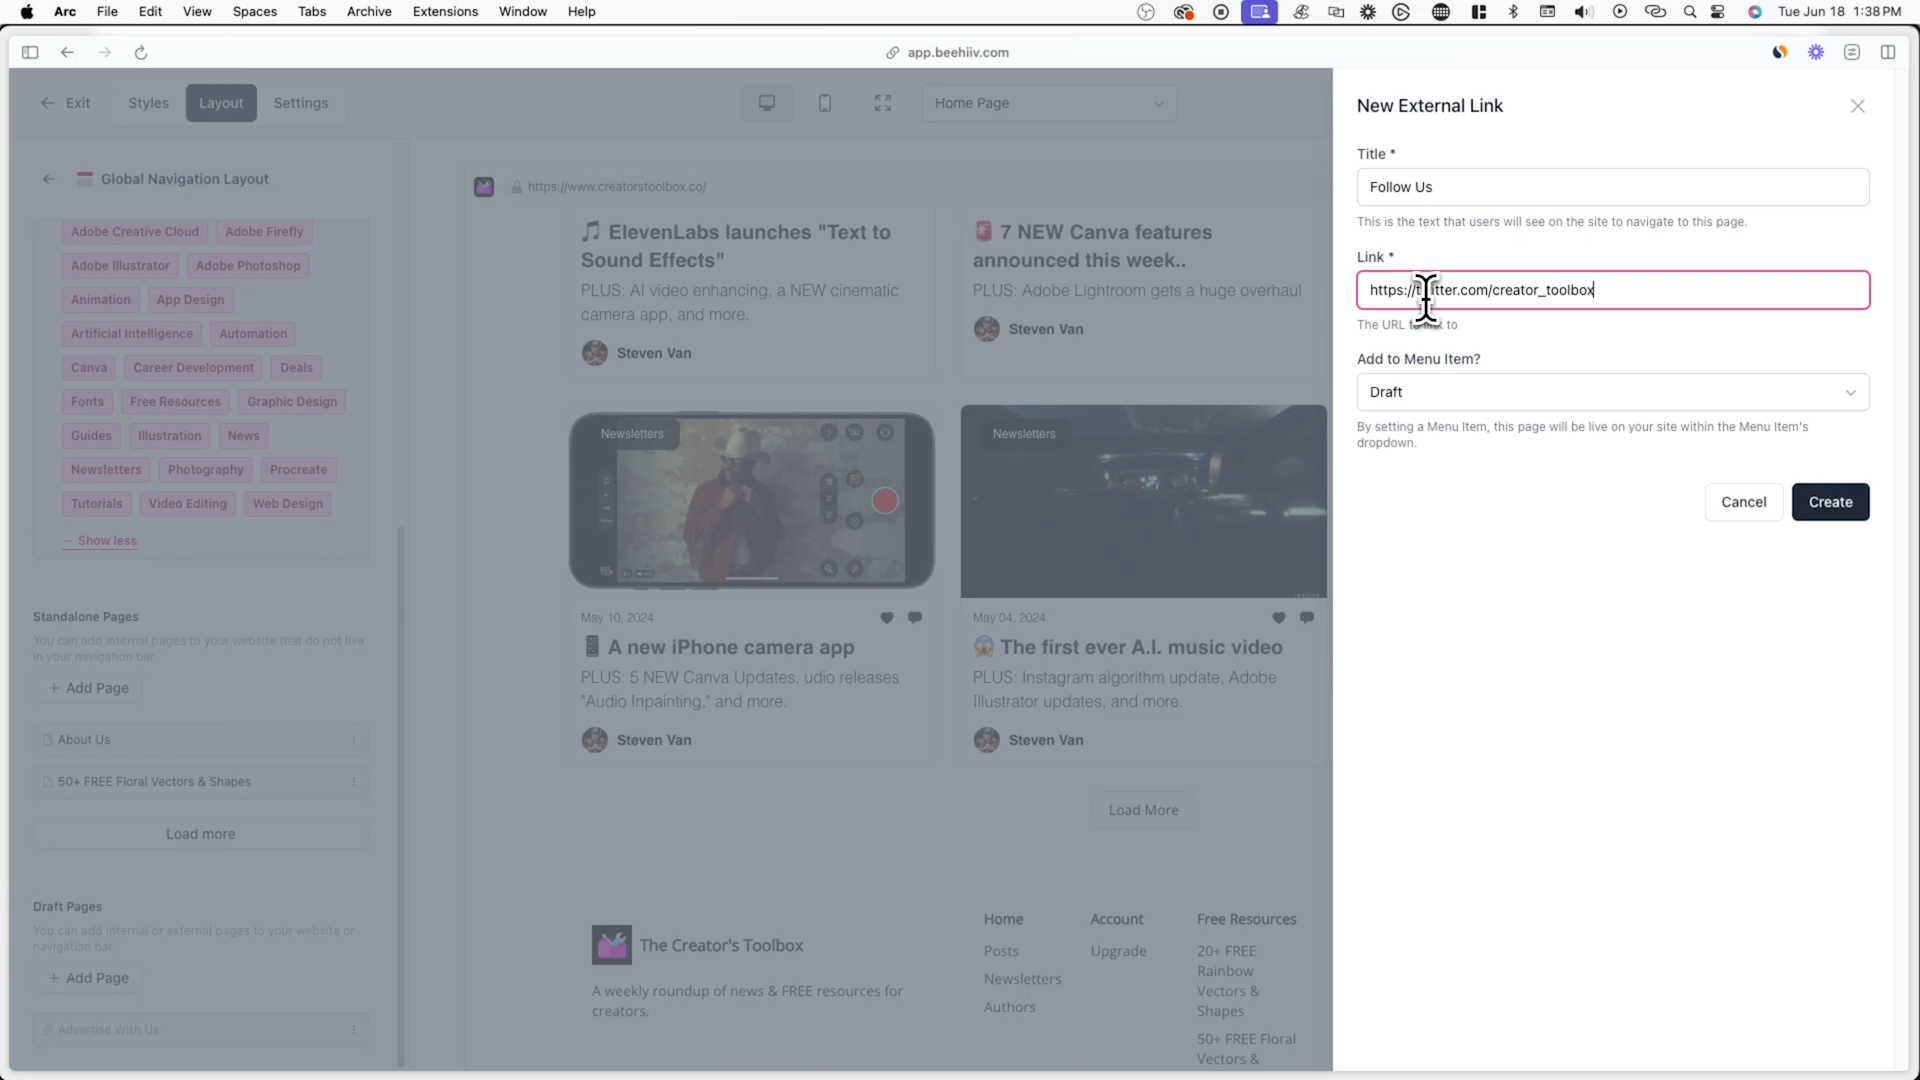 Arc File Edit View Spaces Tabs Archive Extensions Window Help Tue Jun 18 1:38 PM
app.beehiiv.com
Exit Styles Layout Settings Home Page
Global Navigation Layout
Adobe Creative Cloud Adobe Firefly
Adobe Illustrator Adobe Photoshop
Animation App Design
Artificial Intelligence Automation
Canva Career Development Deals
Fonts Free Resources Graphic Design
Guides Illustration News
Newsletters Photography Procreate
Tutorials Video Editing Web Design
Show less
Standalone Pages
You can add internal pages to your website that do not live
in your navigation bar.
+ Add Page
About Us
50+ FREE Floral Vectors & Shapes
Load more
Draft Pages
You can add internal or external pages to your website or
navigation bar.
+ Add Page
Advertise With Us
https://www.creatorstoolbox.co/
ElevenLabs launches "Text to
Sound Effects"
PLUS: AI video enhancing, a NEW cinematic
camera app, and more.
Steven Van
7 NEW Canva features
announced this week..
PLUS: Adobe Lightroom gets a huge overhaul
Steven Van
Newsletters
May 10, 2024
A new iPhone camera app
PLUS: 5 NEW Canva Updates, udio releases
"Audio Inpainting," and more.
Steven Van
Newsletters
May 04, 2024
The first ever A.I. music video
PLUS: Instagram algorithm update, Adobe
Illustrator updates, and more.
Steven Van
Load More
The Creator's Toolbox
A weekly roundup of news & FREE resources for
creators.
Home
Posts
Newsletters
Authors
Account
Upgrade
Free Resources
20+ FREE
Rainbow
Vectors &
Shapes
50+ FREE Floral
Vectors &
New External Link
Title *
Follow Us
This is the text that users will see on the site to navigate to this page.
Link *
https://twitter.com/creator_toolbox
The URL to link to
Add to Menu Item?
Draft
By setting a Menu Item, this page will be live on your site within the Menu Item's
dropdown.
Cancel Create